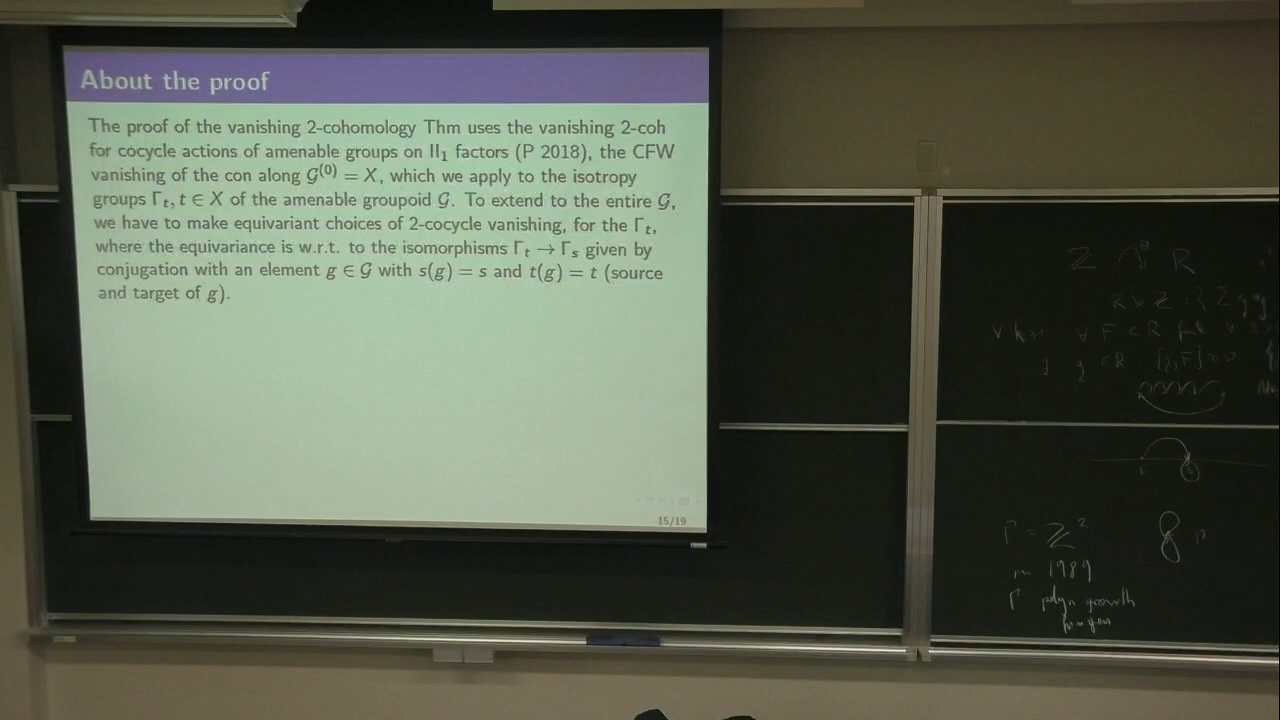 About the proof
The proof of the vanishing 2-cohomology Thm uses the vanishing 2-coh
for cocycle actions of amenable groups on II₁ factors (P 2018), the CFW
vanishing of the con along 𝒢⁽⁰⁾ = X, which we apply to the isotropy
groups Γₜ, t ∈ X of the amenable groupoid 𝒢. To extend to the entire 𝒢,
we have to make equivariant choices of 2-cocycle vanishing, for the Γₜ,
where the equivariance is w.r.t. to the isomorphisms Γₜ → Γₛ given by
conjugation with an element g ∈ 𝒢 with s(g) = s and t(g) = t (source
and target of g).
15/19
Z R
∀ F ⊂ R
Γ = Z²
1989
Γ polyn growth